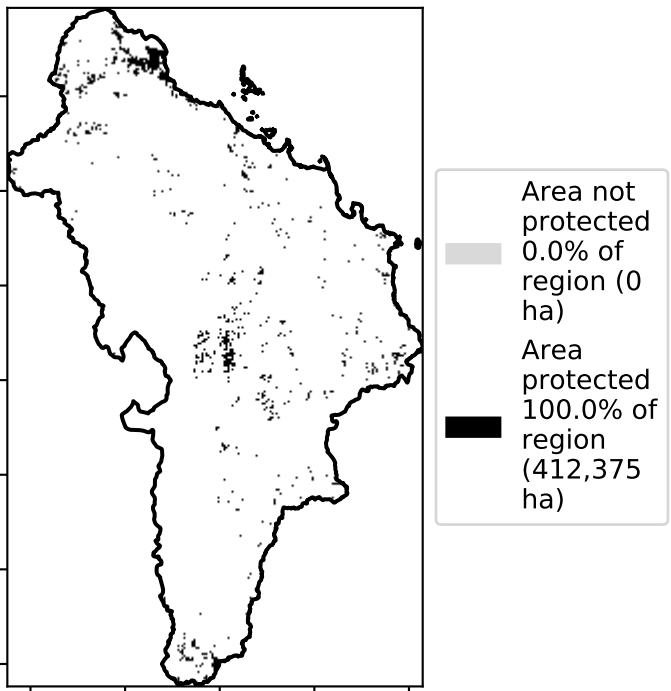 Area not
protected
0.0% of
region (0
ha)
Area
protected
100.0% of
region
(412,375
ha)